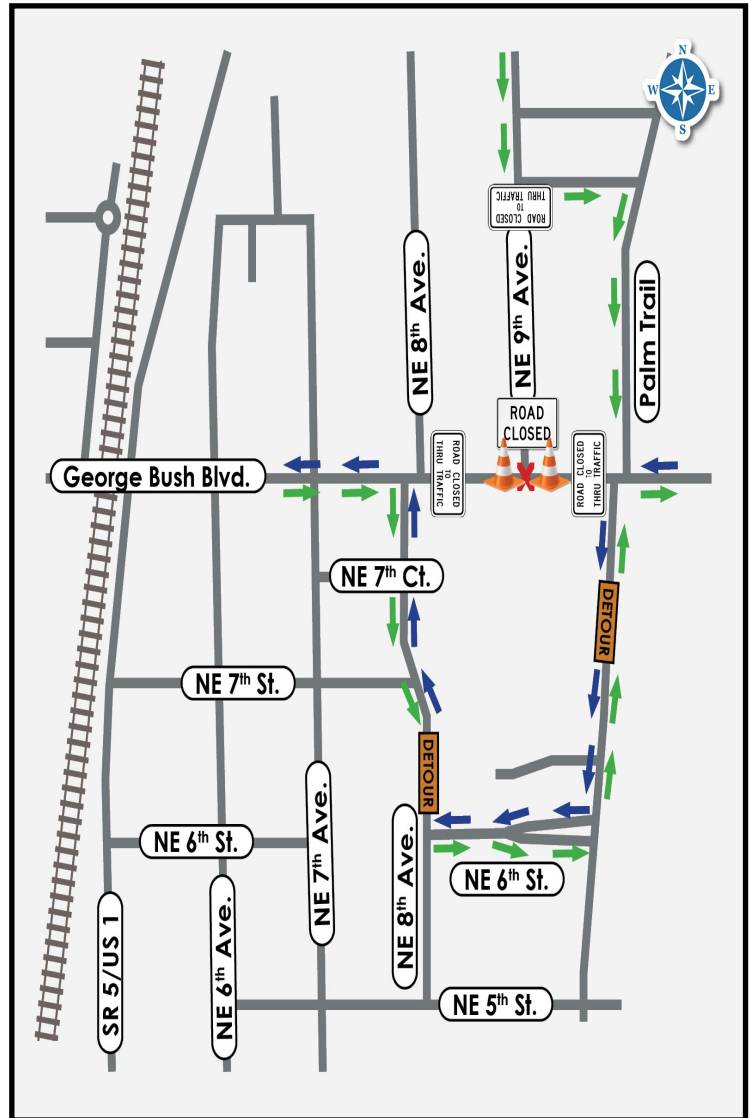 N
W
E
S
ROAD CLOSED
TO
THRU TRAFFIC
NE 8th Ave.
NE 9th Ave.
Palm Trail
ROAD
CLOSED
George Bush Blvd.
ROAD CLOSED
TO
THRU TRAFFIC
ROAD CLOSED
TO
THRU TRAFFIC
NE 7th Ct.
DETOUR
NE 7th St.
DETOUR
NE 6th St.
NE 7th Ave.
NE 8th Ave.
NE 6th St.
SR 5/US 1
NE 6th Ave.
NE 5th St.